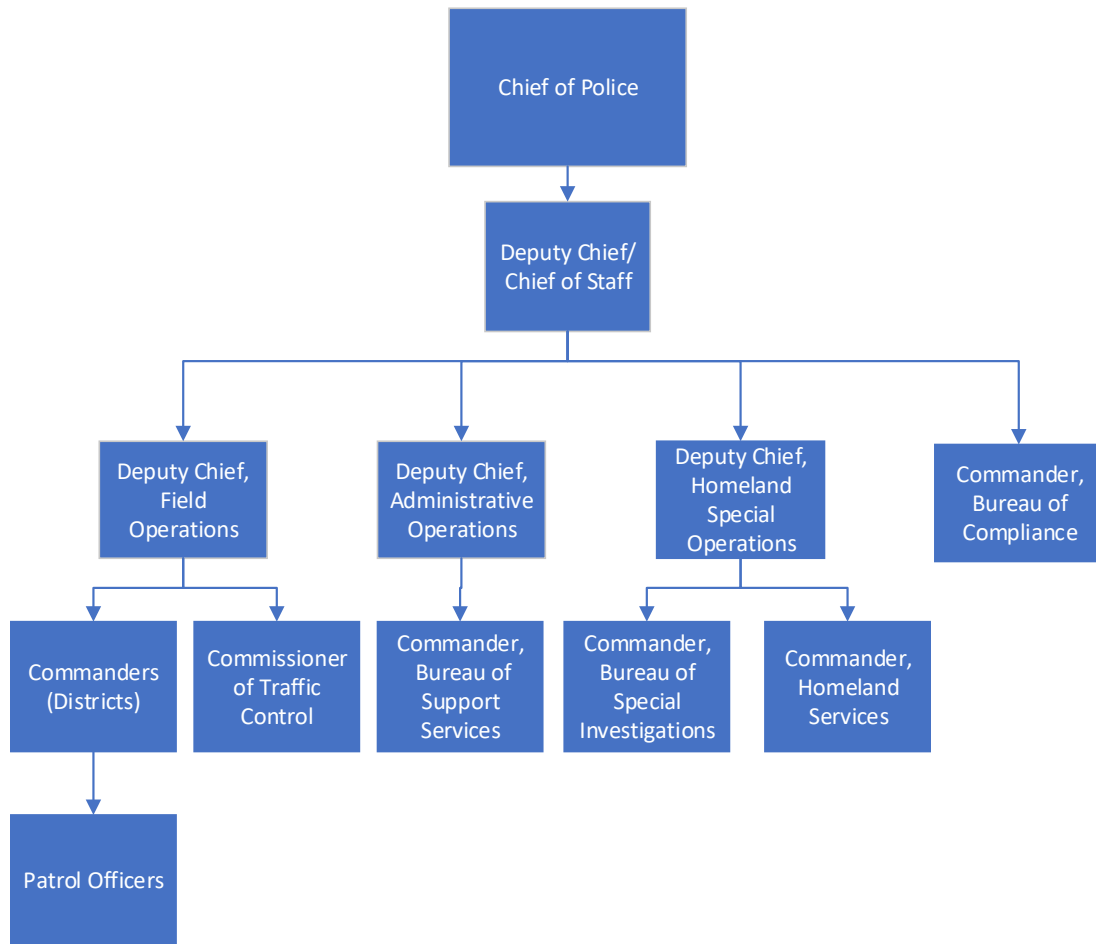 Chief of Police
Deputy Chief/
Chief of Staff
Deputy Chief,
Field
Operations
Deputy Chief,
Administrative
Operations
Deputy Chief,
Homeland
Special
Operations
Commander,
Bureau of
Compliance
Commanders
(Districts)
Commissioner
of Traffic
Control
Commander,
Bureau of
Support
Services
Commander,
Bureau of
Special
Investigations
Commander,
Homeland
Services
Patrol Officers